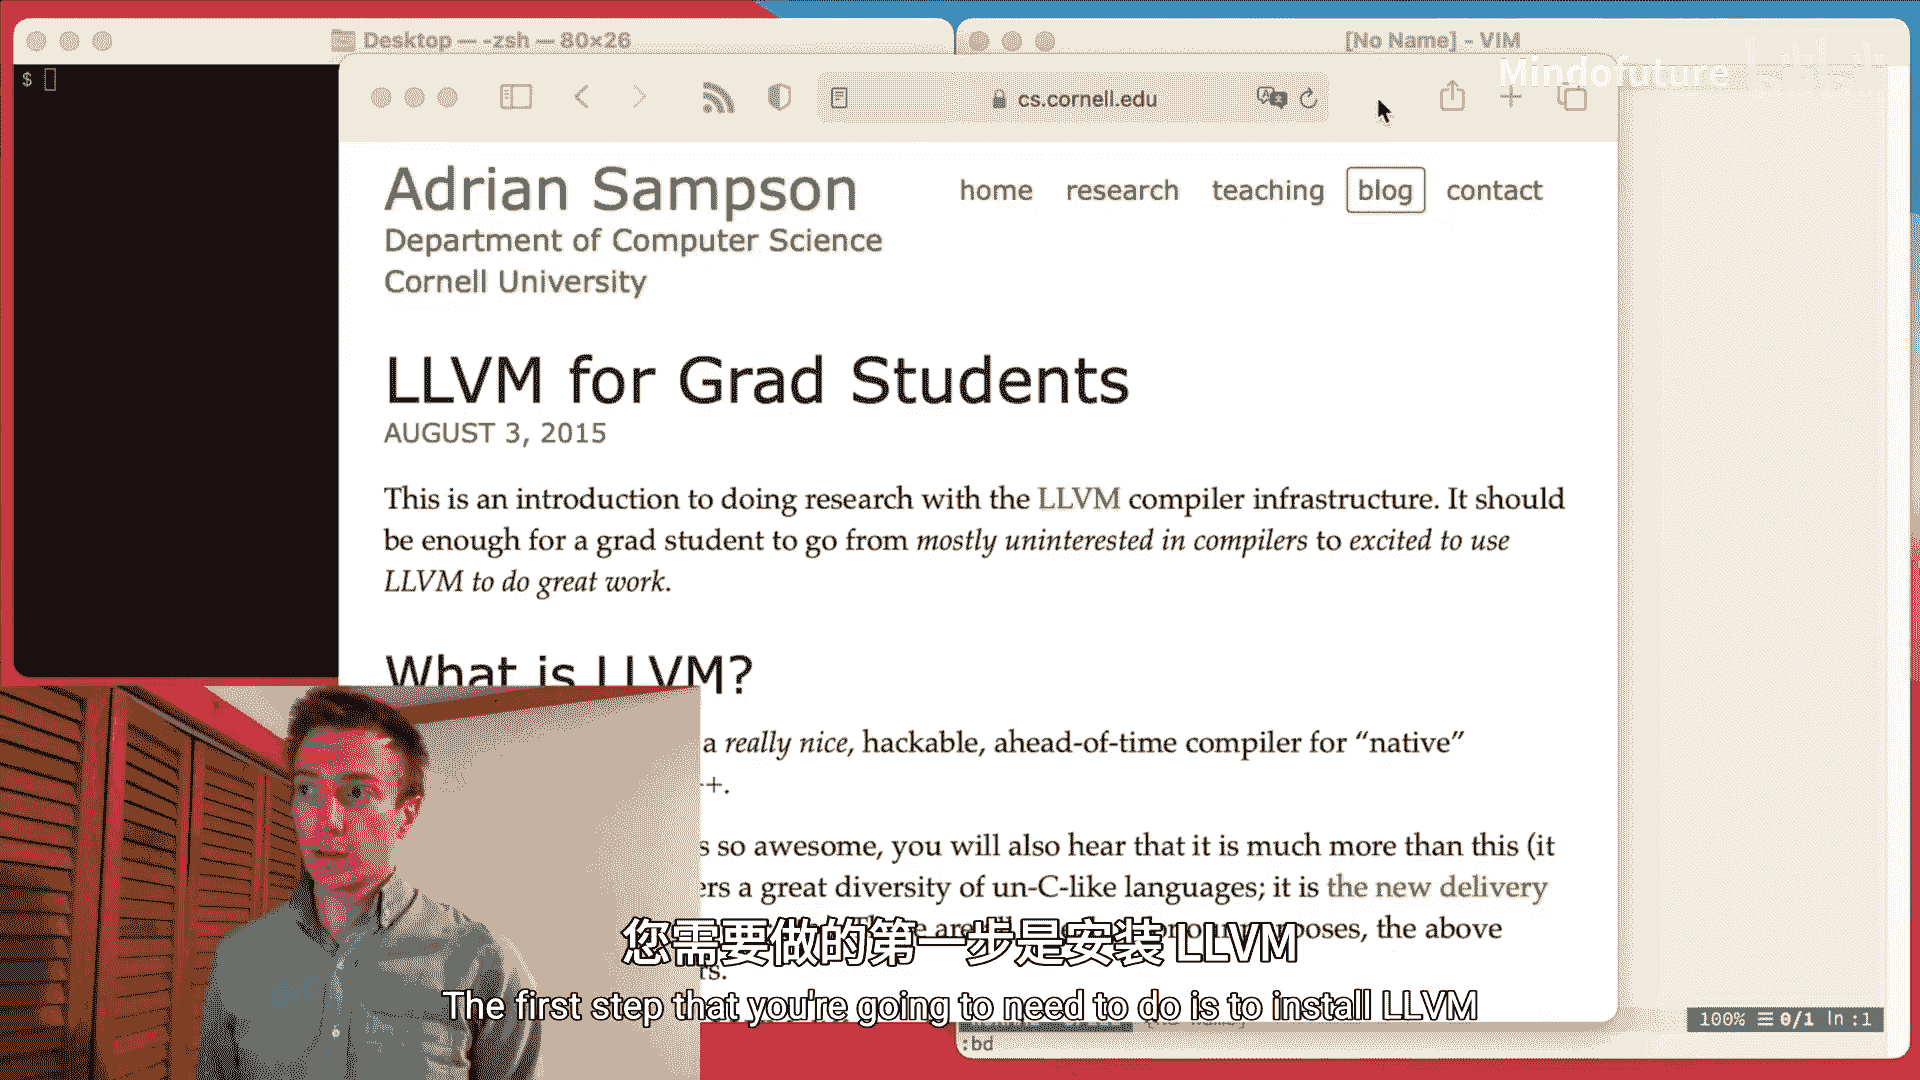 Desktop — -zsh — 80×26
[No Name] - VIM
Mindofuture
$
cs.cornell.edu
Adrian Sampson
Department of Computer Science
Cornell University
home research teaching blog contact
LLVM for Grad Students
AUGUST 3, 2015
This is an introduction to doing research with the LLVM compiler infrastructure. It should
be enough for a grad student to go from mostly uninterested in compilers to excited to use
LLVM to do great work.
What is LLVM?
a really nice, hackable, ahead-of-time compiler for “native”
+.
s so awesome, you will also hear that it is much more than this (it
ers a great diversity of un-C-like languages; it is the new delivery
are
poses, the above
ts.
您需要做的第一步是安装 LLVM
The first step that you're going to need to do is to install LLVM
100% ☰ 0/1 ln :1
:bd